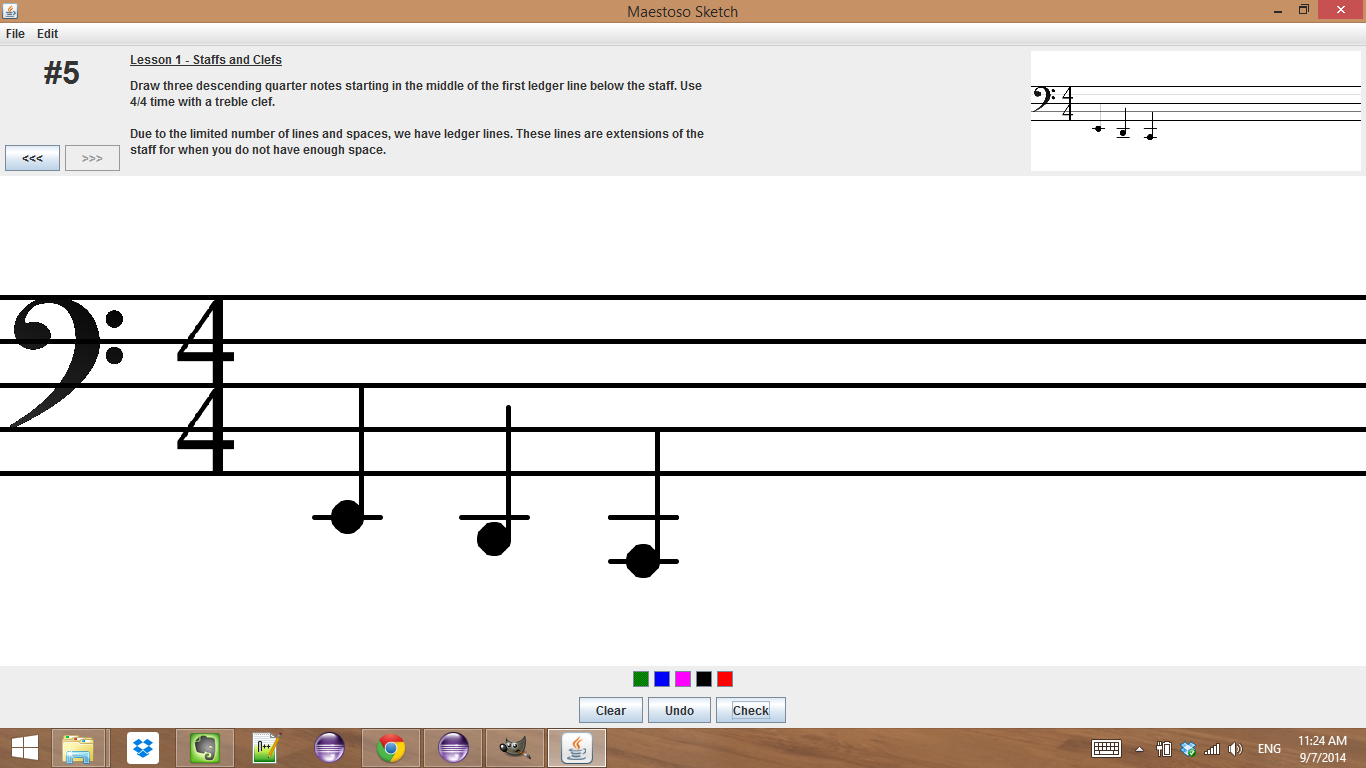 Maestoso Sketch
File Edit
#5
Lesson 1 - Staffs and Clefs
Draw three descending quarter notes starting in the middle of the first ledger line below the staff. Use
4/4 time with a treble clef.
Due to the limited number of lines and spaces, we have ledger lines. These lines are extensions of the
staff for when you do not have enough space.
<<< >>>
4
4
4
4
Clear Undo Check
ENG
11:24 AM
9/7/2014